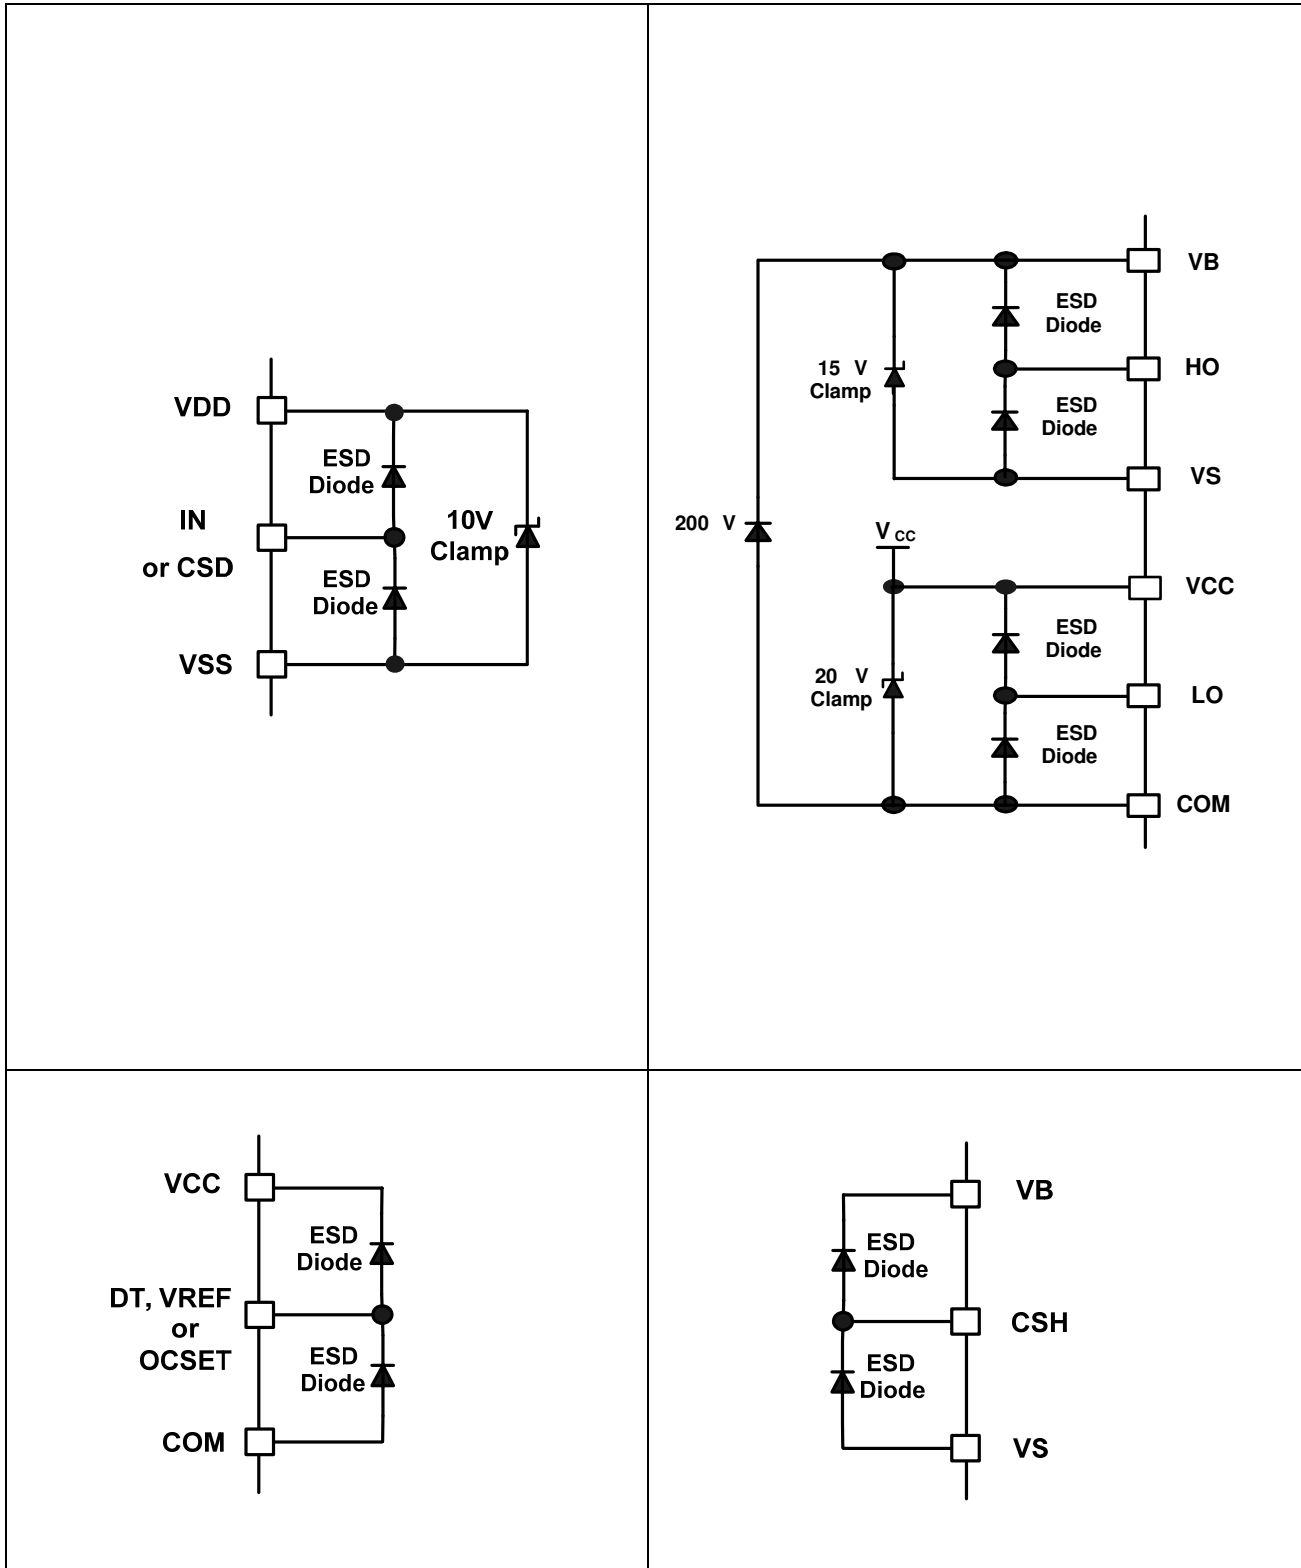 VDD
ESD
Diode
IN
or CSD
10V
Clamp
ESD
Diode
VSS
VB
ESD
Diode
15 V
Clamp
HO
ESD
Diode
VS
200 V
VCC
VCC
ESD
Diode
20 V
Clamp
LO
ESD
Diode
COM
VCC
ESD
Diode
DT, VREF
or
OCSET
ESD
Diode
COM
VB
ESD
Diode
CSH
ESD
Diode
VS